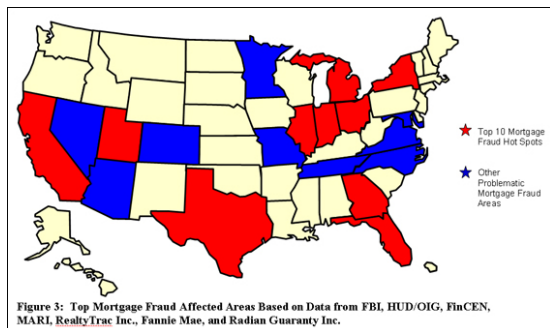 Top 10 Mortgage
Fraud Hot Spots
Other
Problematic
Mortgage Fraud
Areas
Figure 3: Top Mortgage Fraud Affected Areas Based on Data from FBI, HUD/OIG, FinCEN,
MARI, RealtyTrac Inc., Fannie Mae, and Radian Guaranty Inc.